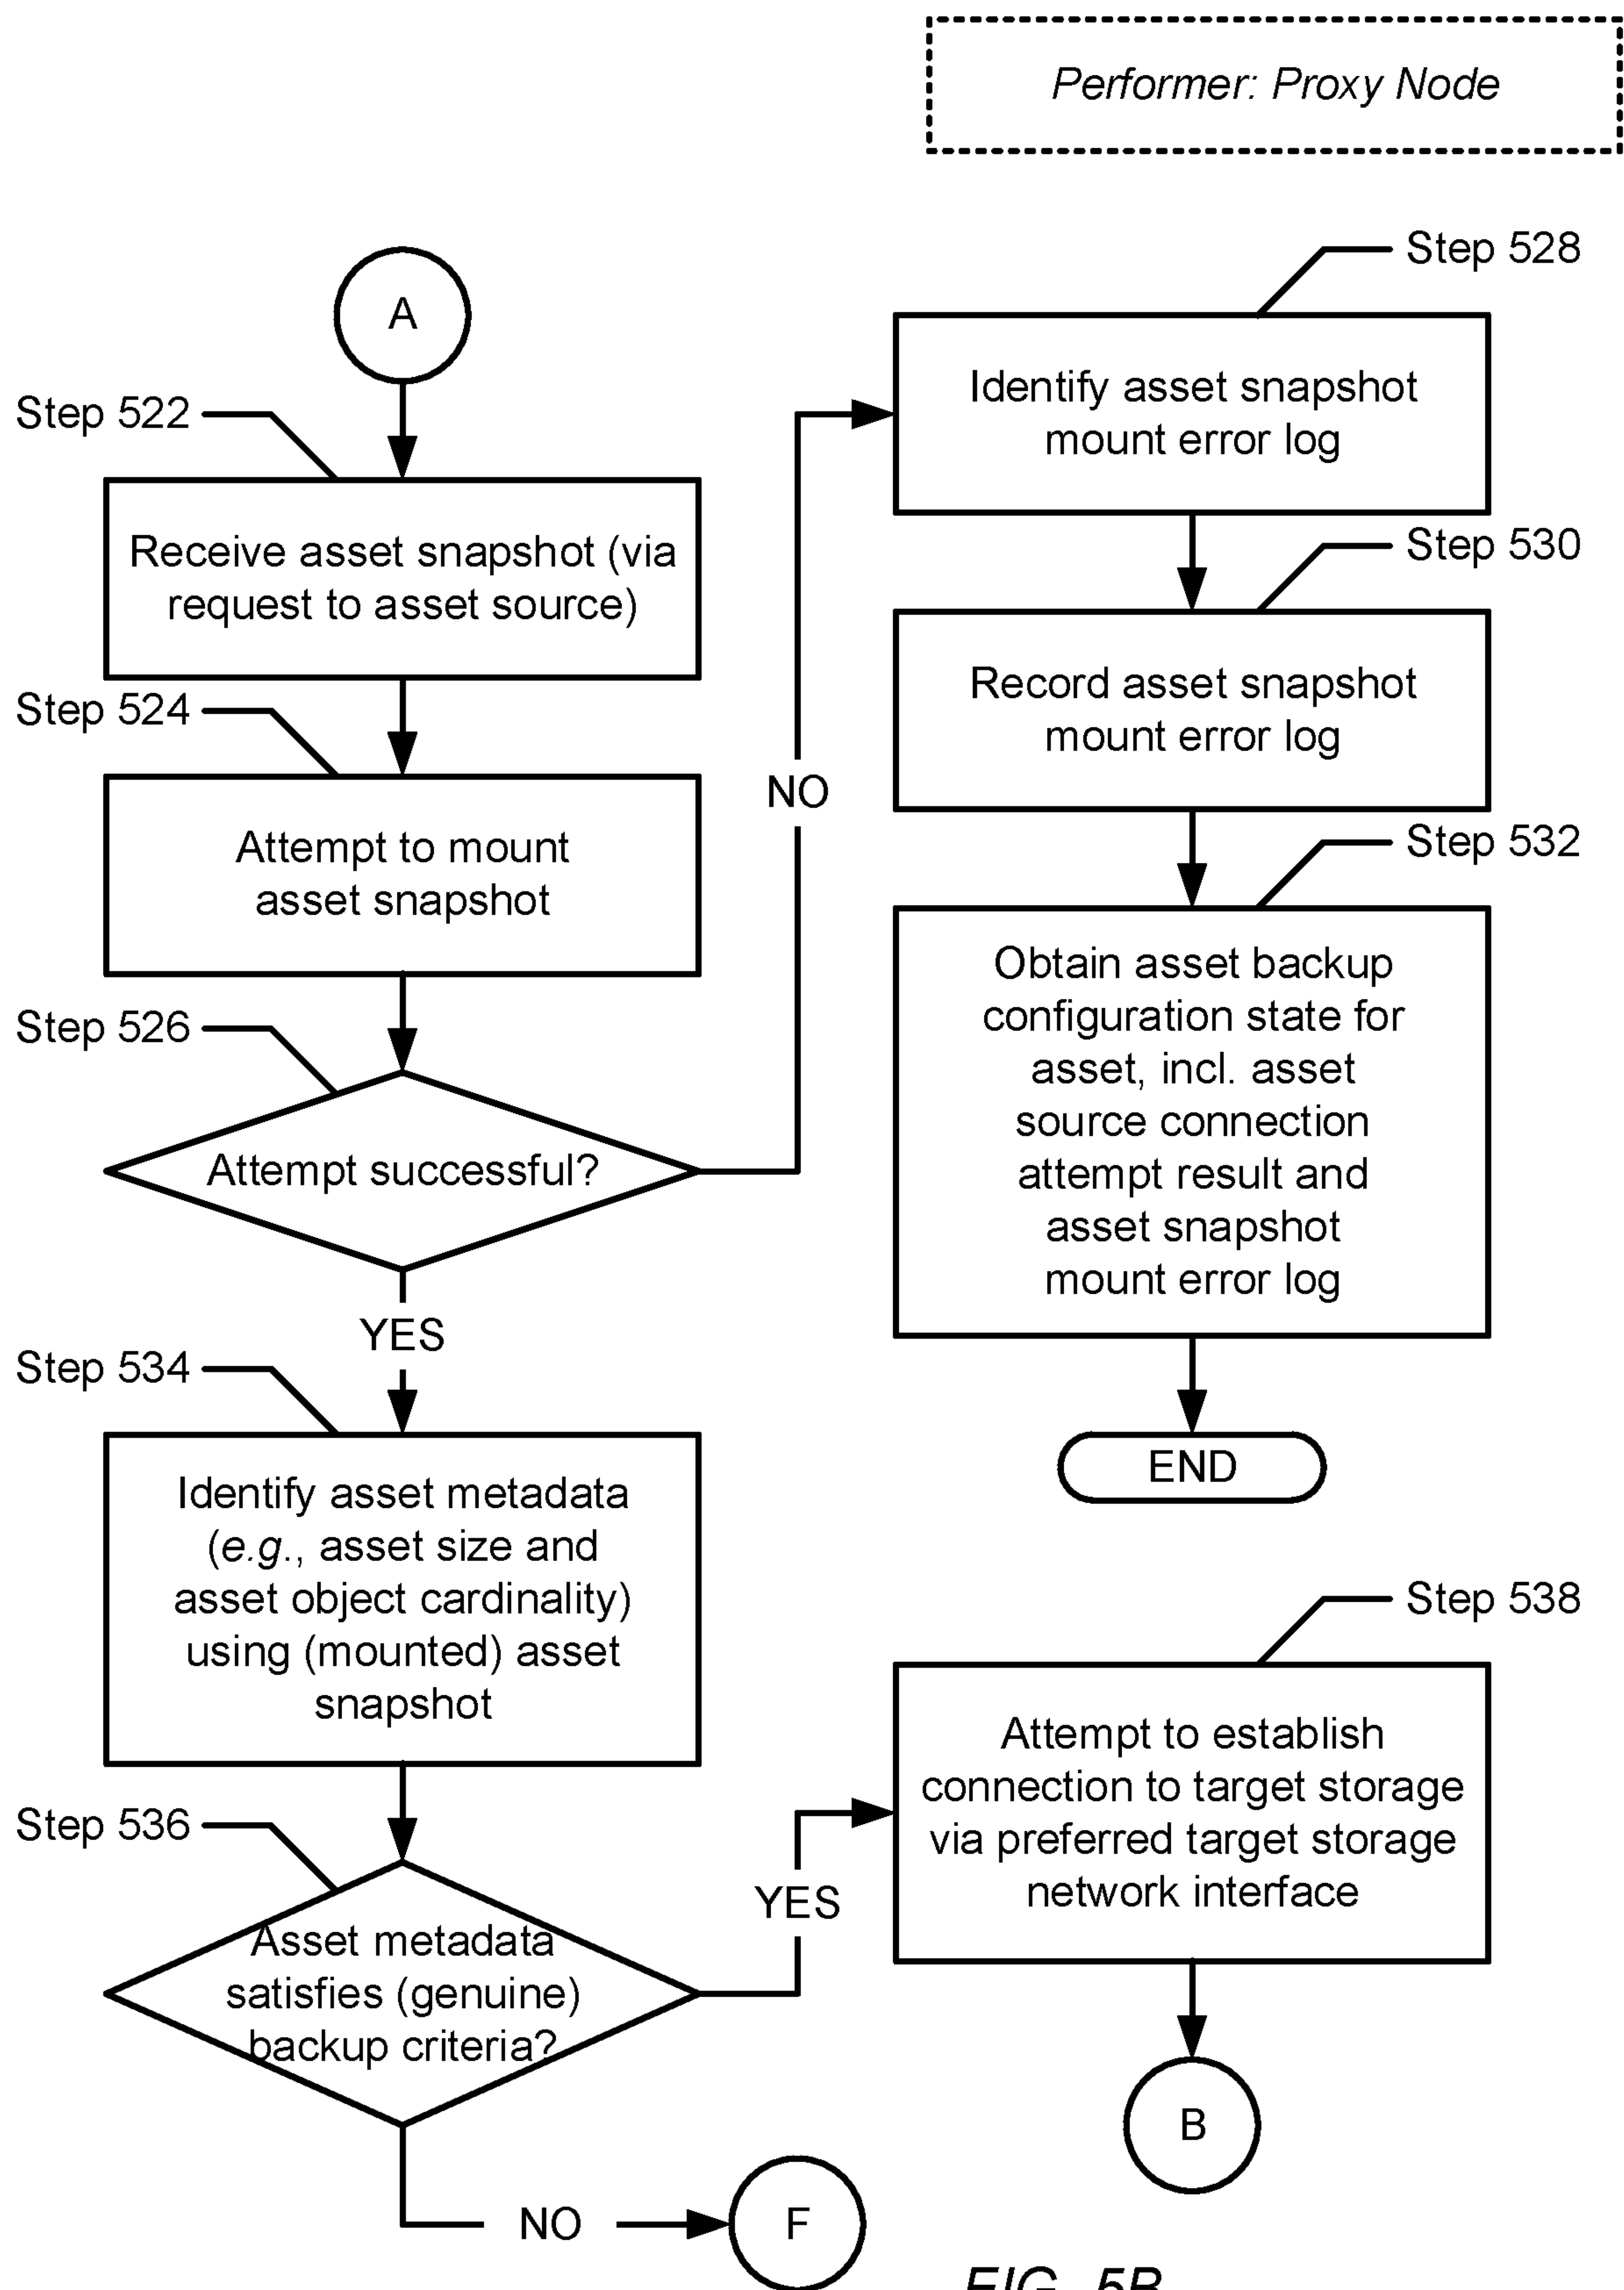 Performer: Proxy Node
A
Step 522
Receive asset snapshot (via
request to asset source)
Step 524
Attempt to mount
asset snapshot
Step 526
Attempt successful?
NO
YES
Step 528
Identify asset snapshot
mount error log
Step 530
Record asset snapshot
mount error log
Step 532
Obtain asset backup
configuration state for
asset, incl. asset
source connection
attempt result and
asset snapshot
mount error log
END
Step 534
Identify asset metadata
(e.g., asset size and
asset object cardinality)
using (mounted) asset
snapshot
Step 536
Asset metadata
satisfies (genuine)
backup criteria?
YES
NO
F
Step 538
Attempt to establish
connection to target storage
via preferred target storage
network interface
B
FIG. 5B